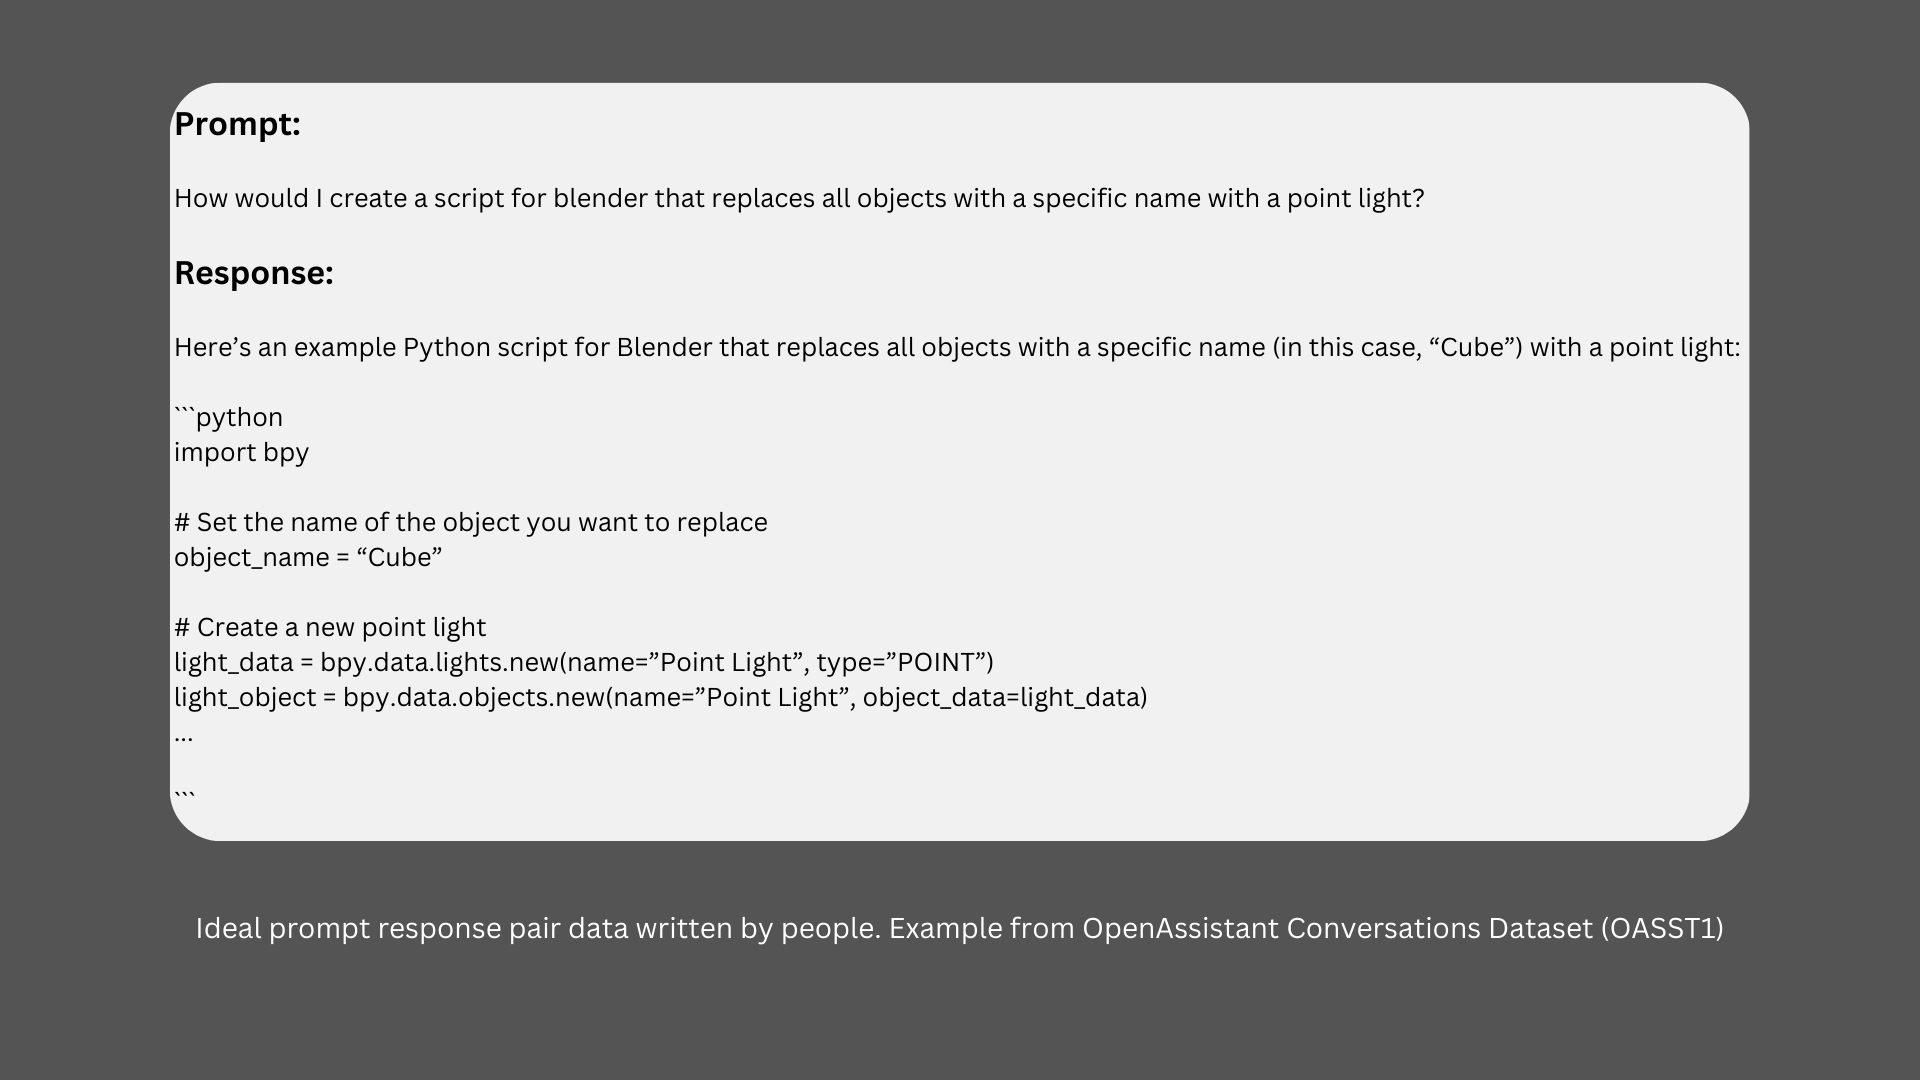 Prompt:
How would I create a script for blender that replaces all objects with a specific name with a point light?
Response:
Here’s an example Python script for Blender that replaces all objects with a specific name (in this case, “Cube”) with a point light:
```python
import bpy
# Set the name of the object you want to replace
object_name = “Cube”
# Create a new point light
light_data = bpy.data.lights.new(name=”Point Light”, type=”POINT”)
light_object = bpy.data.objects.new(name=”Point Light”, object_data=light_data)
...
```
Ideal prompt response pair data written by people. Example from OpenAssistant Conversations Dataset (OASST1)